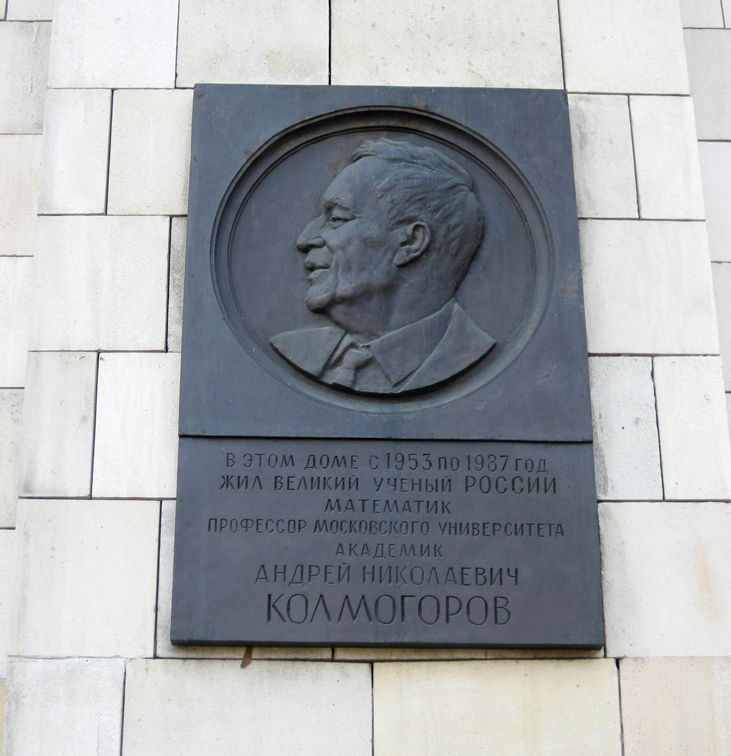 В ЭТОМ ДОМЕ С 1953 ПО 1987 ГОД
ЖИЛ ВЕЛИКИЙ УЧЕНЫЙ РОССИИ
МАТЕМАТИК
ПРОФЕССОР МОСКОВСКОГО УНИВЕРСИТЕТА
АКАДЕМИК
АНДРЕЙ НИКОЛАЕВИЧ
КОЛМОГОРОВ